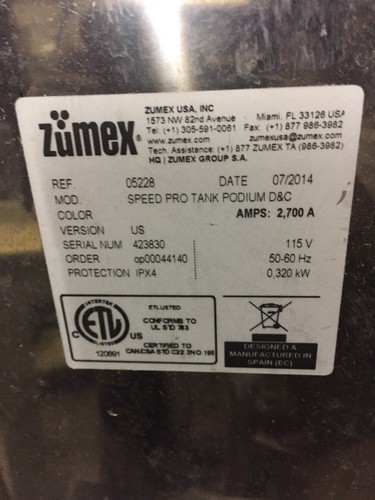 zümex®
ZUMEX USA, INC
1573 NW 82nd Avenue Miami, FL 33126 USA
Tel: (+1) 305-591-0061 Fax: (+1) 877 986-3982
www.zumex.com zumexusa@zumex.com
Tech. Assistance: (+1) 877 ZUMEX TA (986-3982)
HQ | ZUMEX GROUP S.A.
REF. 05228 DATE 07/2014
MOD. SPEED PRO TANK PODIUM D&C
COLOR AMPS: 2,700 A
VERSION US
SERIAL NUM 423830 115 V
ORDER op00044140 50-60 Hz
PROTECTION IPX4 0,320 kW
INTERTEK
ETL
LISTED
C US
120891
ETL LISTED
CONFORMS TO
UL STD 763
CERTIFIED TO
CAN/CSA STD C22.2 NO.195
DESIGNED &
MANUFACTURED IN
SPAIN (EC)